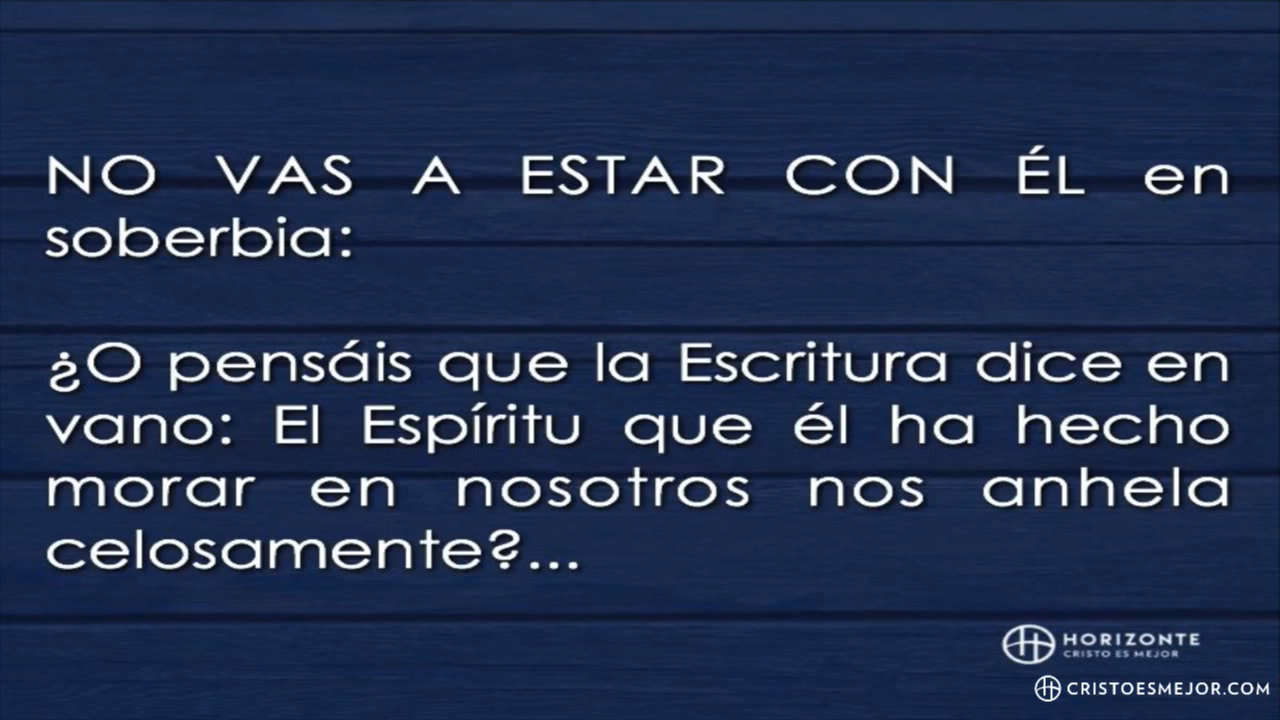 NO VAS A ESTAR CON ÉL en
soberbia:
¿O pensáis que la Escritura dice en
vano: El Espíritu que él ha hecho
morar en nosotros nos anhela
celosamente?...
HORIZONTE
CRISTO ES MEJOR
CRISTOESMEJOR.COM